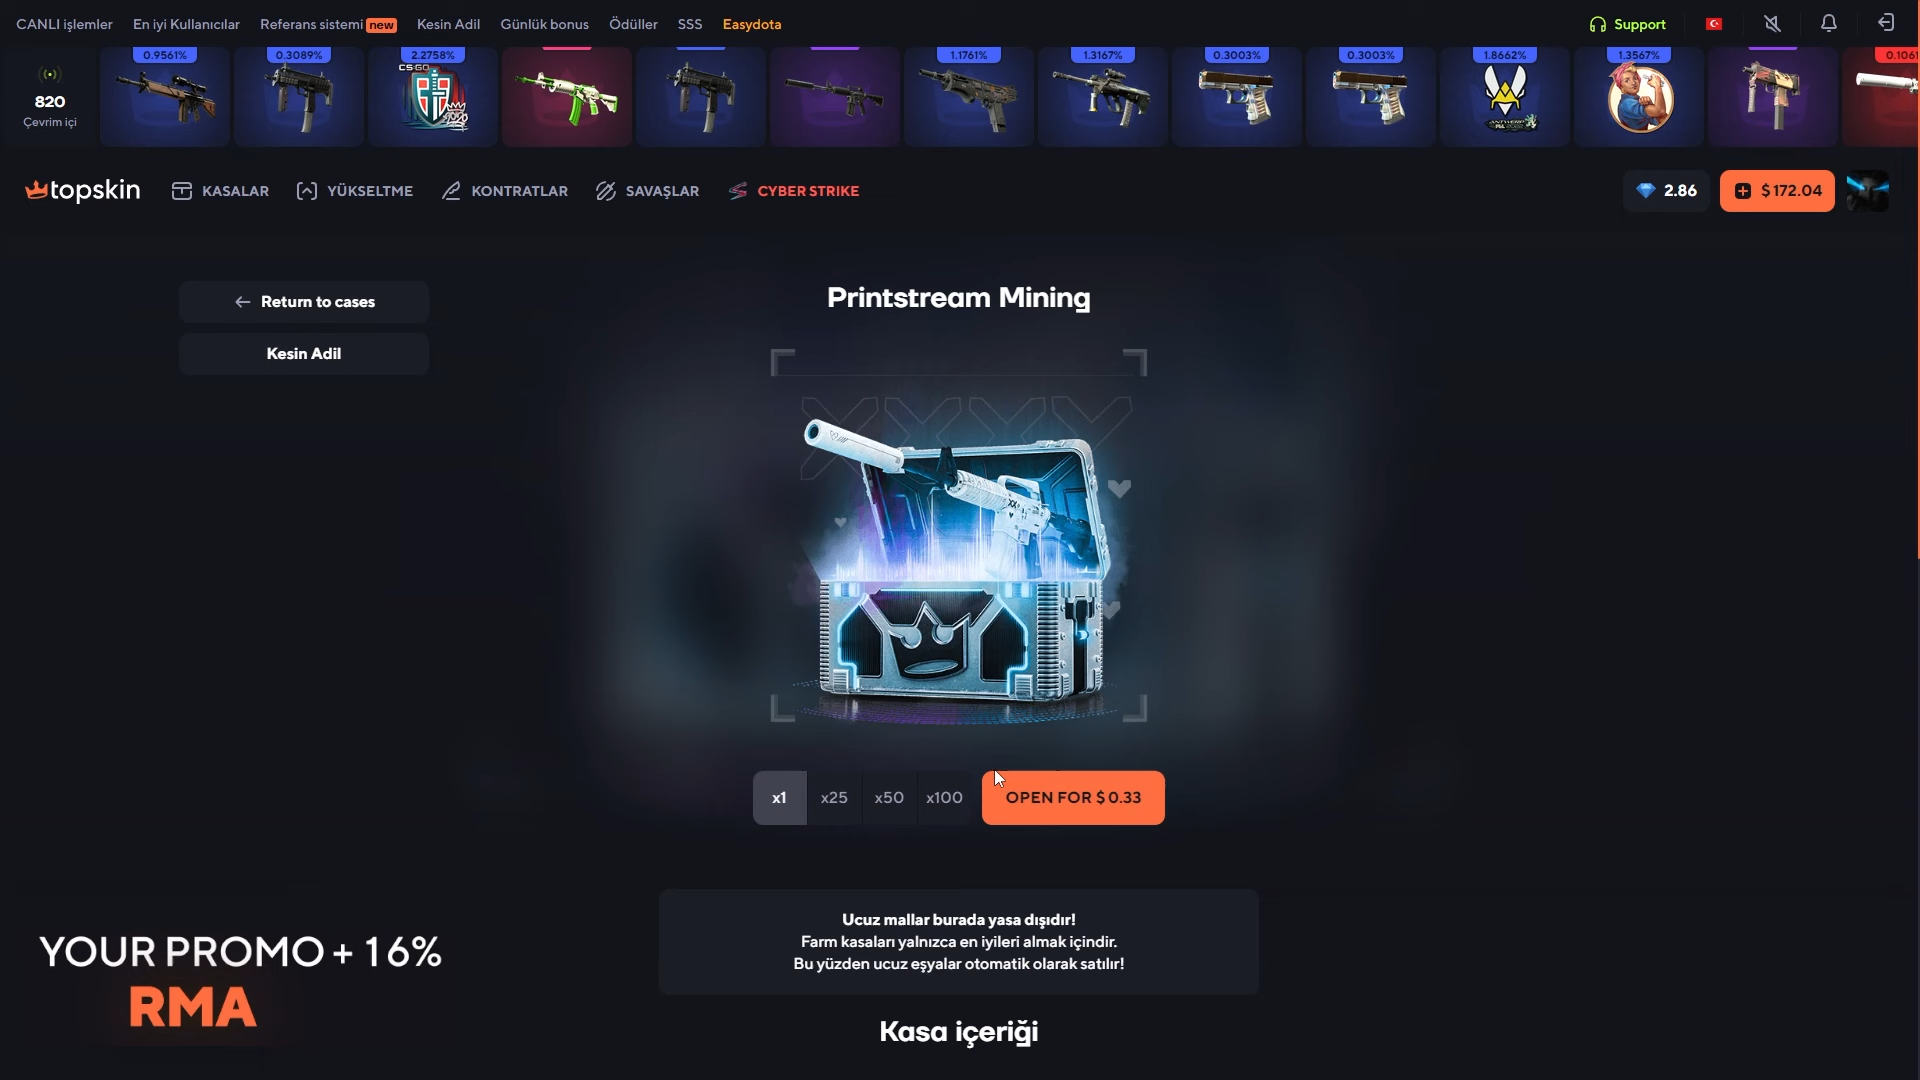 CANLI işlemler En iyi Kullanıcılar Referans sistemi new Kesin Adil Günlük bonus Ödüller SSS Easydota Support
0.9561% 0.3089% 2.2758% 1.1761% 1.3167% 0.3003% 0.3003% 1.8662% 1.3567% 0.1061
CS:GO
820
Çevrim içi
topskin KASALAR YÜKSELTME KONTRATLAR SAVAŞLAR CYBER STRIKE 2.86 $ 172.04
Return to cases
Kesin Adil
Printstream Mining
x1 x25 x50 x100 OPEN FOR $ 0.33
Ucuz mallar burada yasa dışıdır!
Farm kasaları yalnızca en iyileri almak içindir.
Bu yüzden ucuz eşyalar otomatik olarak satılır!
YOUR PROMO + 16%
RMA
Kasa içeriği